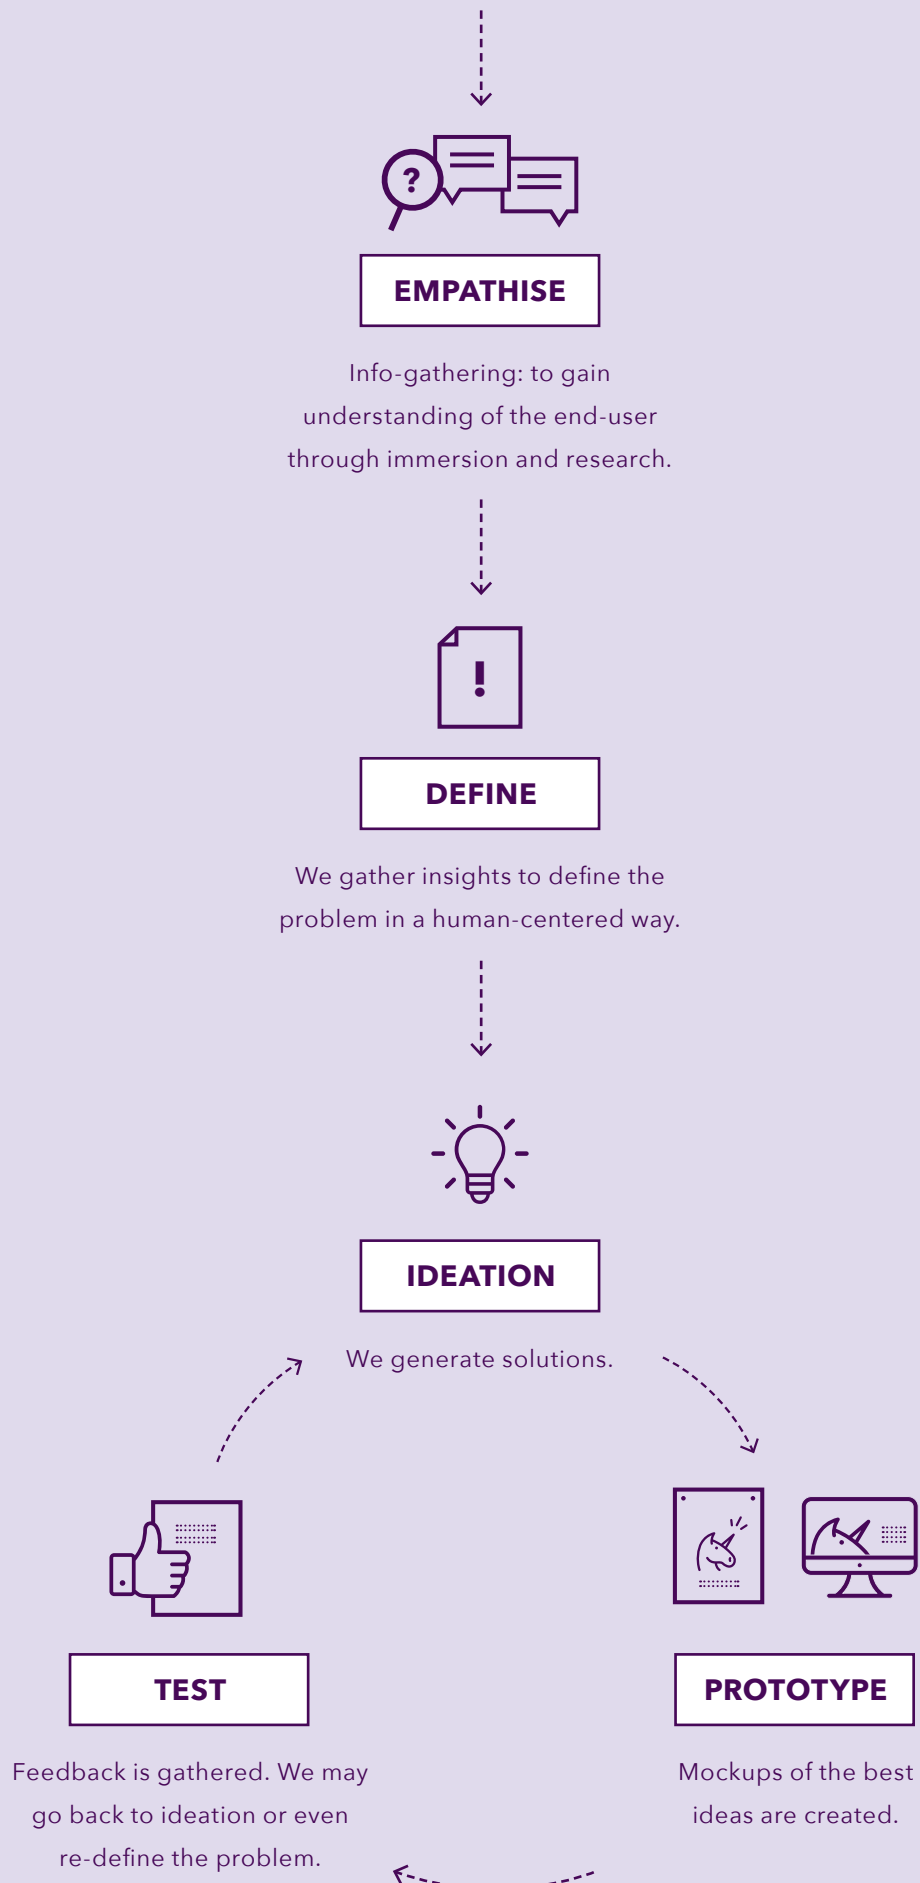 ?
EMPATHISE
Info-gathering: to gain
understanding of the end-user
through immersion and research.
!
DEFINE
We gather insights to define the
problem in a human-centered way.
IDEATION
We generate solutions.
TEST
Feedback is gathered. We may
go back to ideation or even
re-define the problem.
PROTOTYPE
Mockups of the best
ideas are created.